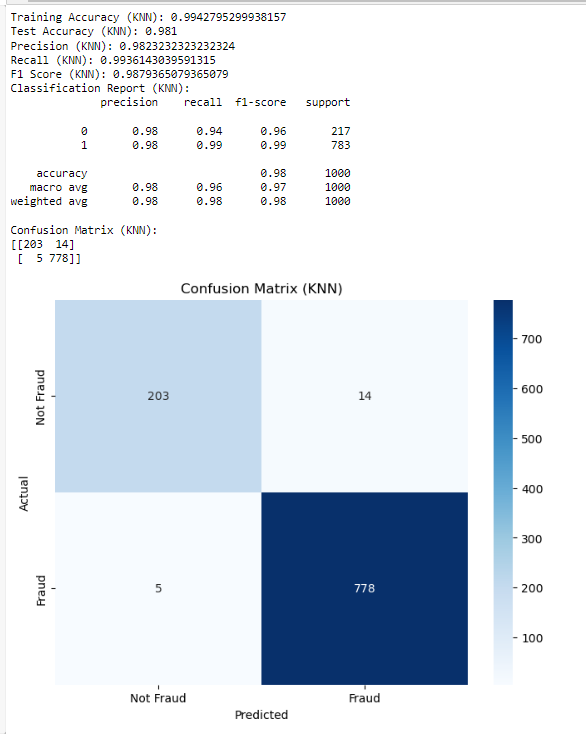 Training Accuracy (KNN): 0.9942795299938157
Test Accuracy (KNN): 0.981
Precision (KNN): 0.9823232323232324
Recall (KNN): 0.9936143039591315
F1 Score (KNN): 0.9879365079365079
Classification Report (KNN):
precision recall f1-score support
0 0.98 0.94 0.96 217
1 0.98 0.99 0.99 783
accuracy 0.98 1000
macro avg 0.98 0.96 0.97 1000
weighted avg 0.98 0.98 0.98 1000
Confusion Matrix (KNN):
[[203 14]
[ 5 778]]
Confusion Matrix (KNN)
Actual
Not Fraud
203
14
Fraud
5
778
Not Fraud
Fraud
Predicted
700
600
500
400
300
200
100